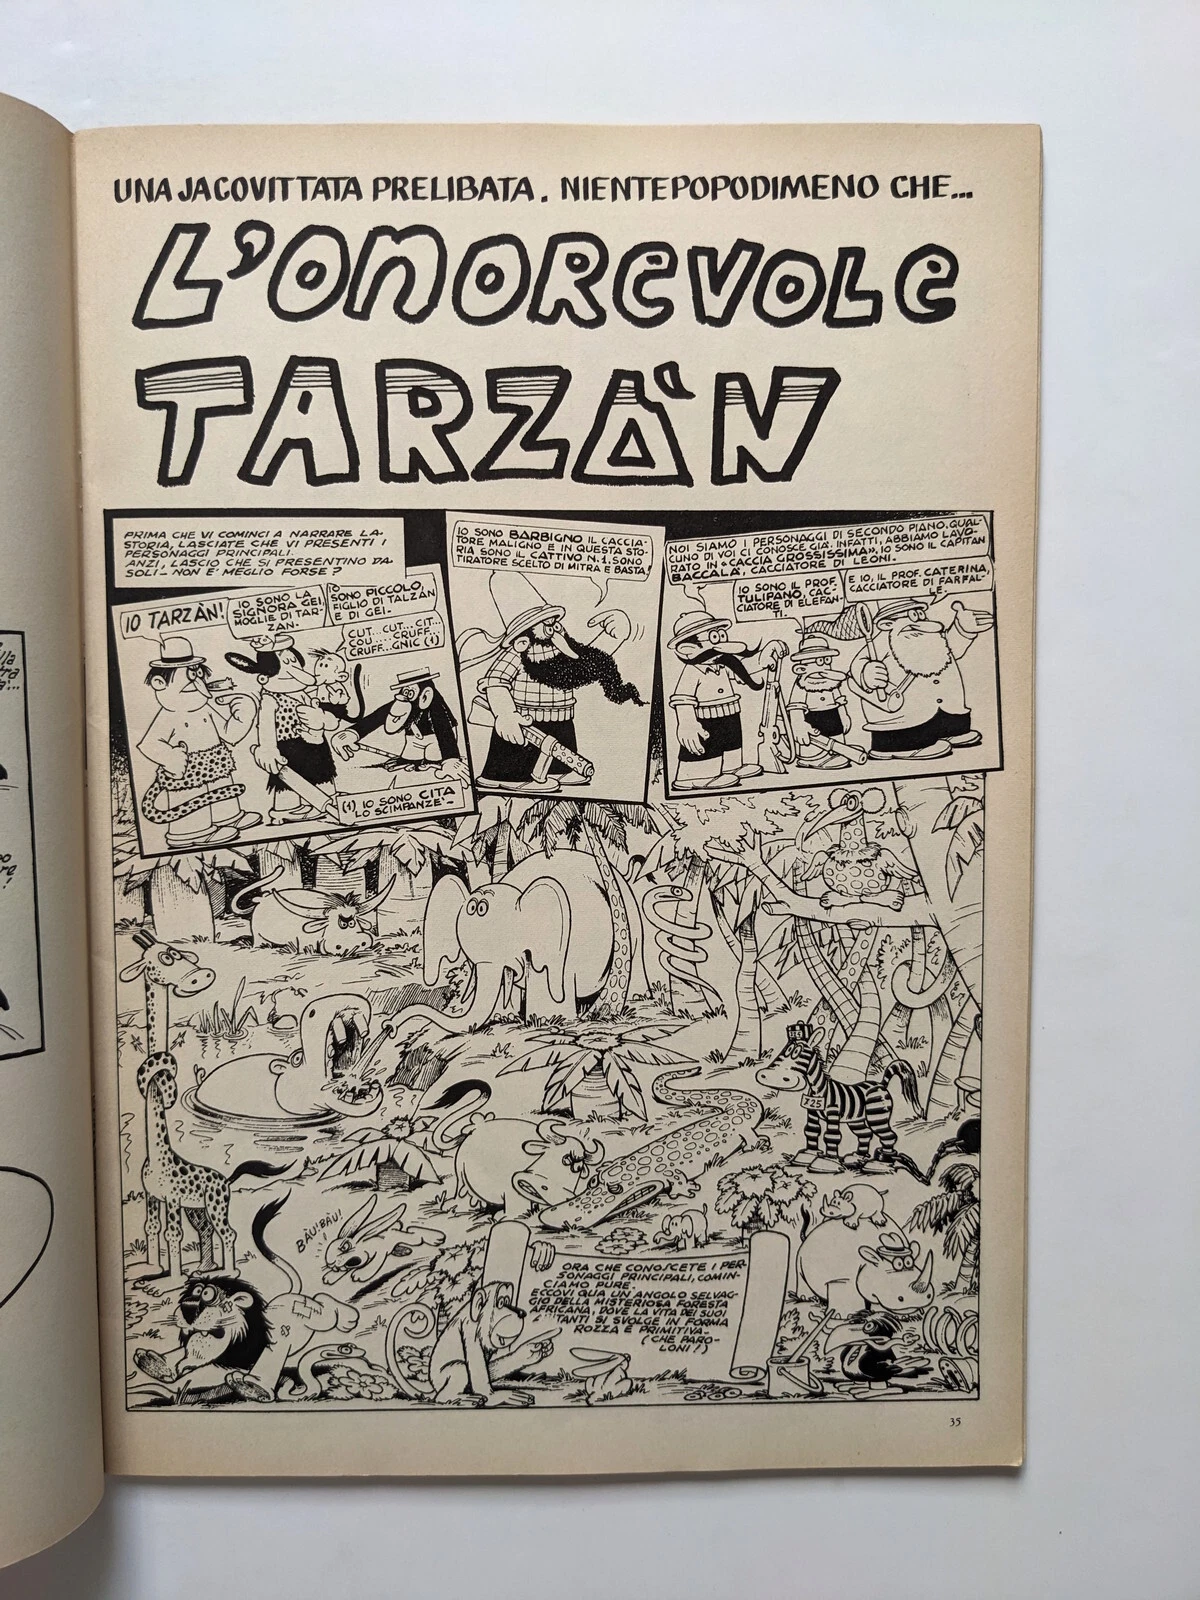 UNA JACOVITTATA PRELIBATA. NIENTEPOPODIMENO CHE...
L'ONOREVOLE
TARZÀN
PRIMA CHE VI COMINCI A NARRARE LA
STORIA, LASCIATE CHE VI PRESENTI I
PERSONAGGI PRINCIPALI.
ANZI, LASCIO CHE SI PRESENTINO DA
SOLI - NON È MEGLIO FORSE?
IO TARZÀN!
IO SONO LA
SIGNORA GEI,
MOGLIE DI TAR-
ZAN.
IO
SONO PICCOLO,
FIGLIO DI TALZÀN
E DI GEI.
CUT...CUT...CIT...
CRUFF...
CRUFF...GNIC (1)
(1) IO SONO CITA
LO SCIMPANZE'-
IO SONO BARBIGNO IL CACCIA-
TORE MALIGNO E IN QUESTA STO-
RIA SONO IL CATTIVO N.1. SONO
TIRATORE SCELTO DI MITRA E BASTA!
NOI SIAMO I PERSONAGGI DI SECONDO PIANO. QUAL-
CUNO DI VOI CI CONOSCE GIÀ. INFATTI, ABBIAMO LAVO-
RATO IN «CACCIA GROSSISSIMA». IO SONO IL CAPITAN
BACCALÀ, CACCIATORE DI LEONI.
IO SONO IL PROF.
TULIPANO, CAC-
CIATORE DI ELEFAN-
TI.
E IO, IL PROF. CATERINA,
CACCIATORE DI FARFAL-
LE.
BÀU! BÀU!
725
ORA CHE CONOSCETE I PER-
SONAGGI PRINCIPALI, COMIN-
CIAMO PURE.
ECCOVI QUA UN ANGOLO SELVAG-
GIO DELLA MISTERIOSA FORESTA
AFRICANA, DOVE LA VITA DEI SUOI
SI SVOLGE IN FORMA
ROZZA E PRIMITIVA-
(CHE PARO-
LONI!)
35